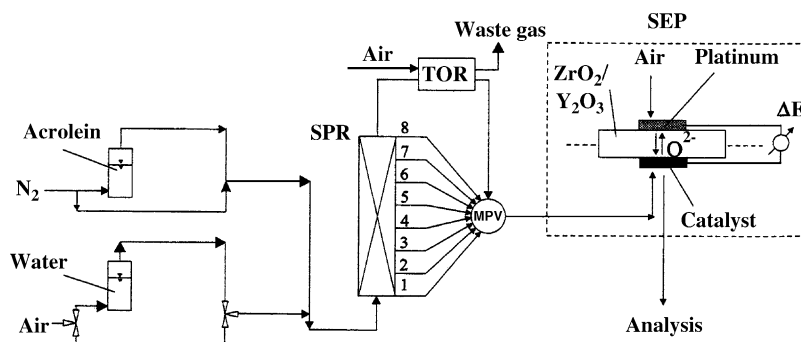 SEP
Waste gas
Air
TOR
Air
Platinum
ZrO2/
Y2O3
ΔE
O2-
SPR
8
7
6
5
4
3
2
1
MPV
Catalyst
Analysis
Acrolein
N2
Water
Air